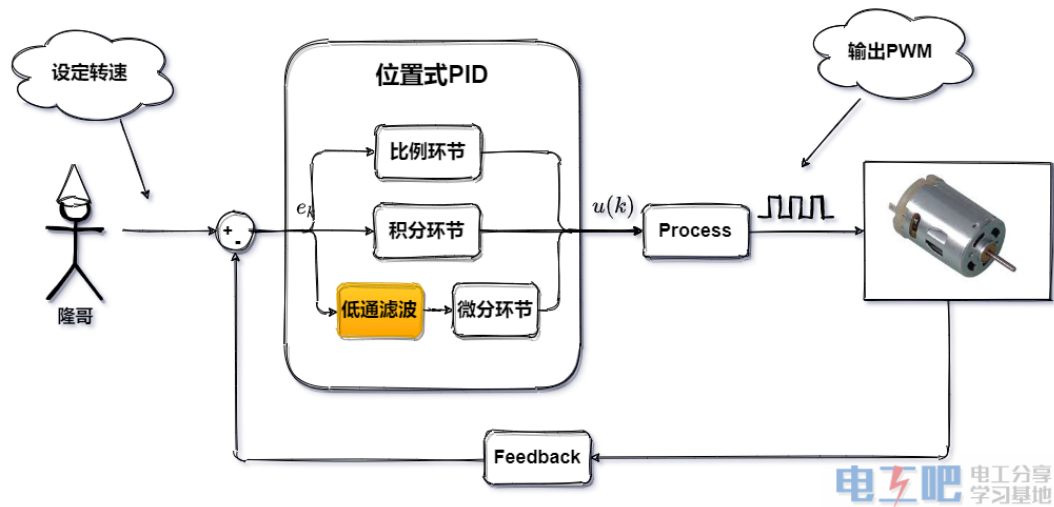 设定转速
输出PWM
位置式PID
比例环节
e_k
积分环节
u(k)
Process
+
-
低通滤波
微分环节
隆哥
Feedback
电工吧
电工分享
学习基地